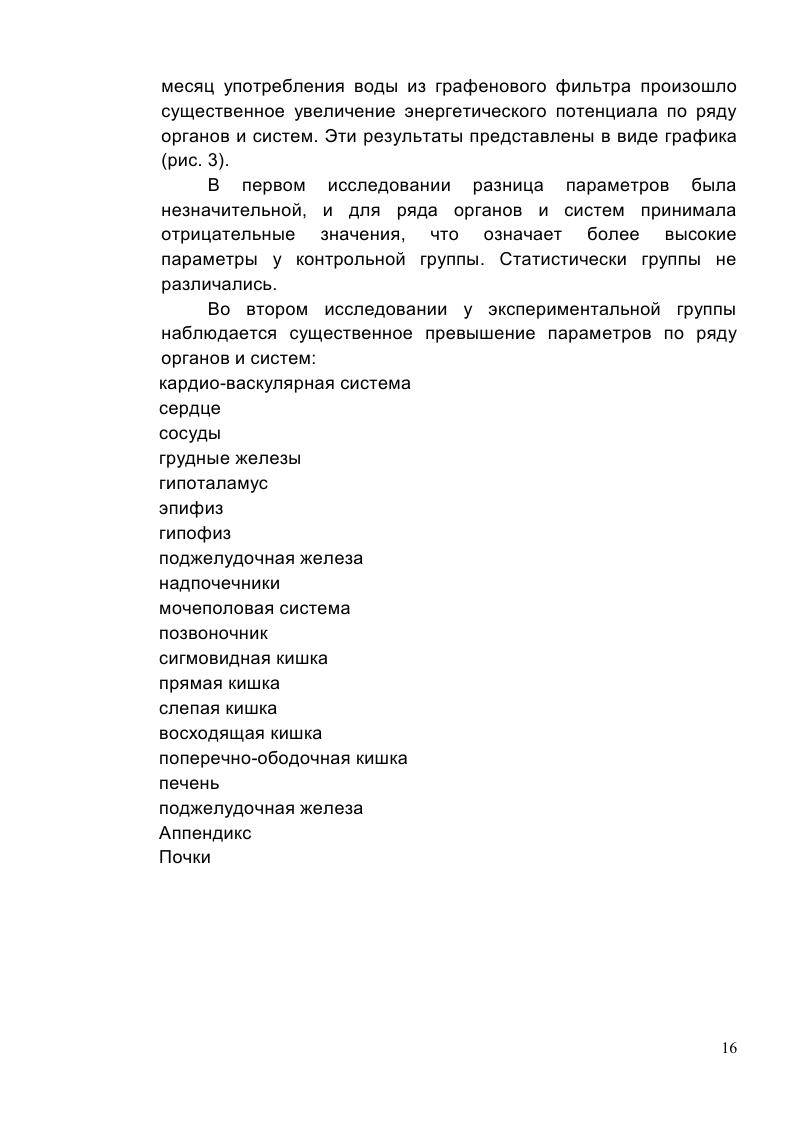 месяц употребления воды из графенового фильтра произошло
существенное увеличение энергетического потенциала по ряду
органов и систем. Эти результаты представлены в виде графика
(рис. 3).
В первом исследовании разница параметров была
незначительной, и для ряда органов и систем принимала
отрицательные значения, что означает более высокие
параметры у контрольной группы. Статистически группы не
различались.
Во втором исследовании у экспериментальной группы
наблюдается существенное превышение параметров по ряду
органов и систем:
кардио-васкулярная система
сердце
сосуды
грудные железы
гипоталамус
эпифиз
гипофиз
поджелудочная железа
надпочечники
мочеполовая система
позвоночник
сигмовидная кишка
прямая кишка
слепая кишка
восходящая кишка
поперечно-ободочная кишка
печень
поджелудочная железа
Аппендикс
Почки
16